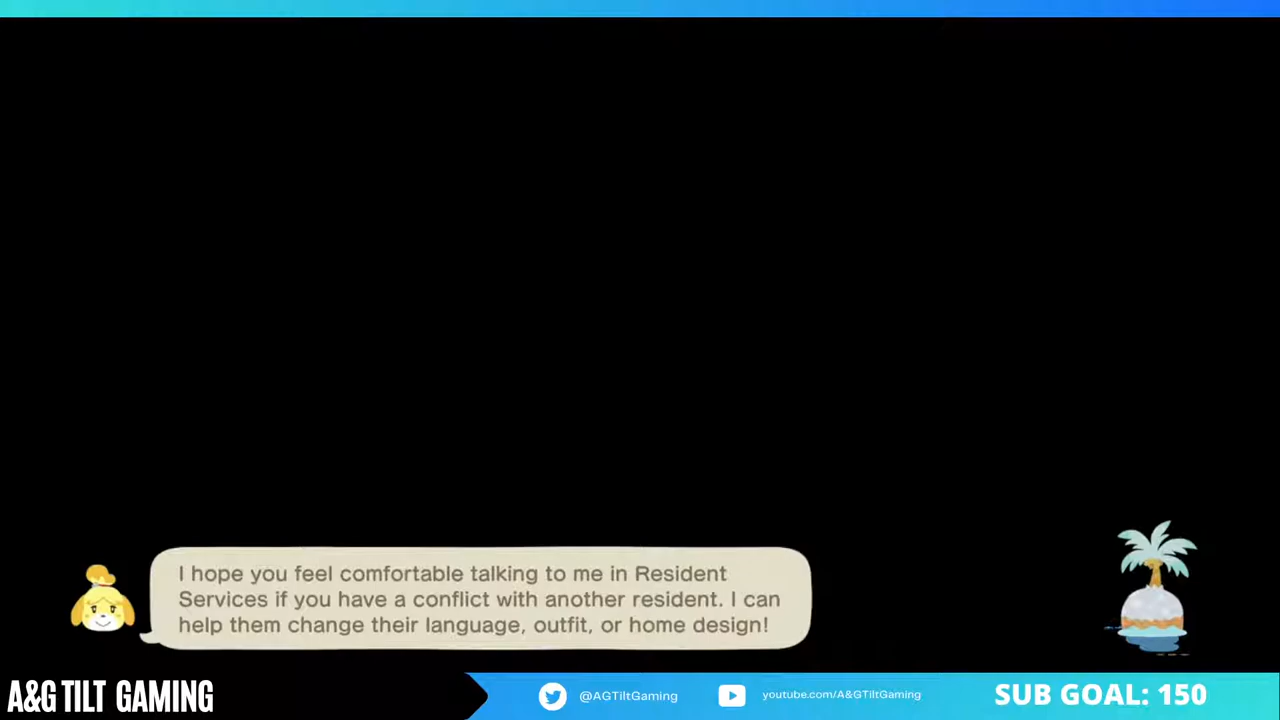 I hope you feel comfortable talking to me in Resident
Services if you have a conflict with another resident. I can
help them change their language, outfit, or home design!
A&G TILT GAMING
@AGTiltGaming
youtube.com/A&GTiltGaming
SUB GOAL: 150